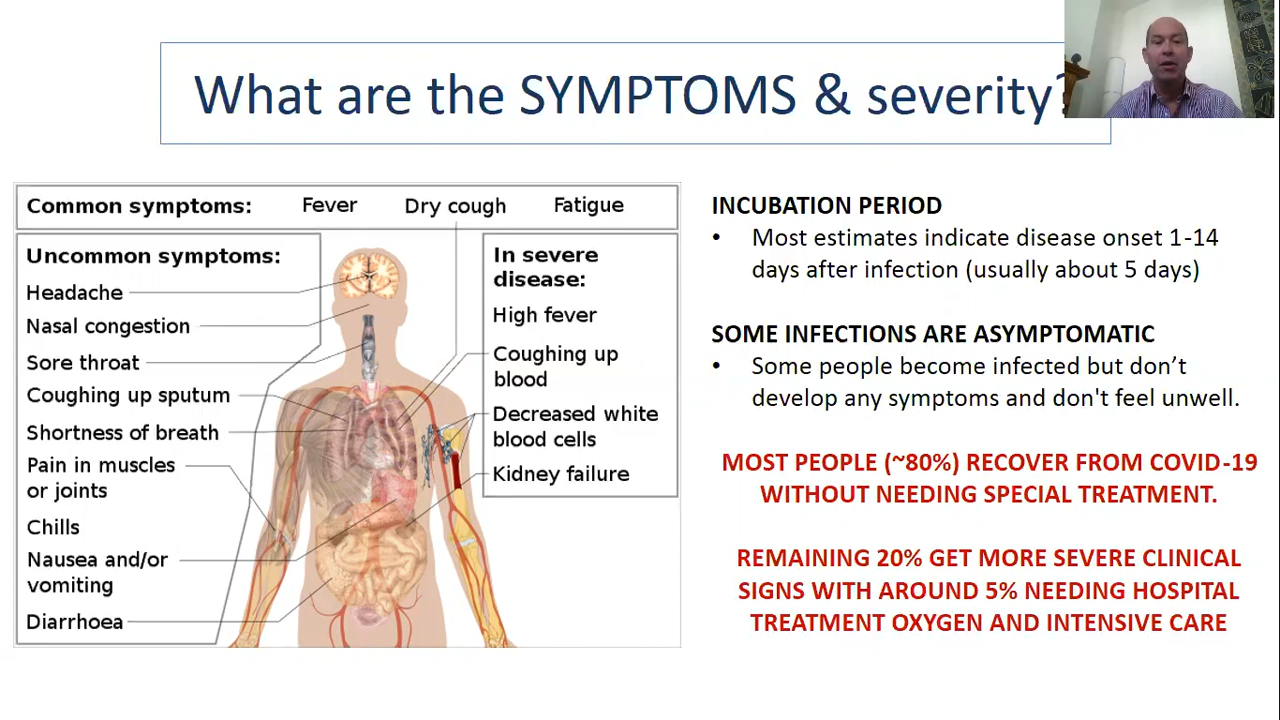 What are the SYMPTOMS & severity?
Common symptoms: Fever Dry cough Fatigue
Uncommon symptoms:
Headache
Nasal congestion
Sore throat
Coughing up sputum
Shortness of breath
Pain in muscles
or joints
Chills
Nausea and/or
vomiting
Diarrhoea
In severe
disease:
High fever
Coughing up
blood
Decreased white
blood cells
Kidney failure
INCUBATION PERIOD
• Most estimates indicate disease onset 1-14
days after infection (usually about 5 days)
SOME INFECTIONS ARE ASYMPTOMATIC
• Some people become infected but don’t
develop any symptoms and don't feel unwell.
MOST PEOPLE (~80%) RECOVER FROM COVID-19
WITHOUT NEEDING SPECIAL TREATMENT.
REMAINING 20% GET MORE SEVERE CLINICAL
SIGNS WITH AROUND 5% NEEDING HOSPITAL
TREATMENT OXYGEN AND INTENSIVE CARE